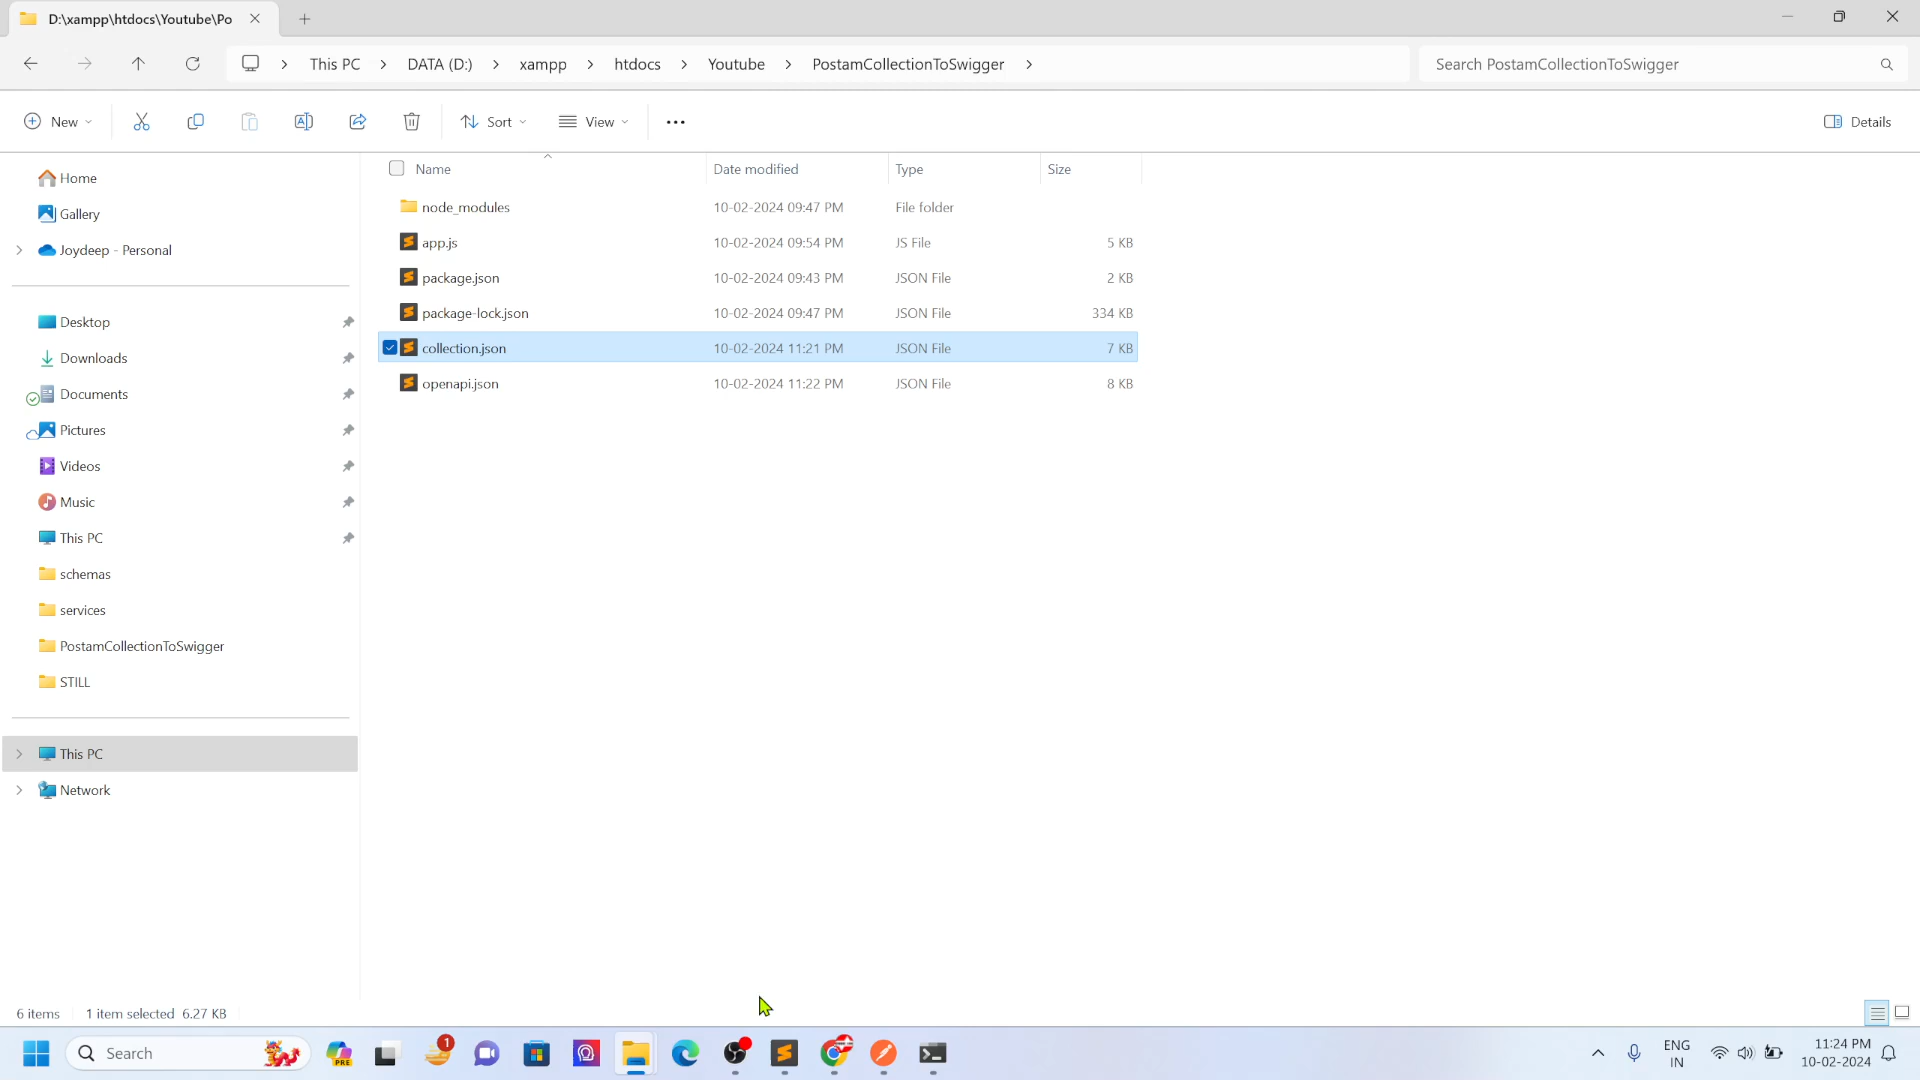 D:\xampp\htdocs\Youtube\Po
This PC
DATA (D:)
xampp
htdocs
Youtube
PostamCollectionToSwigger
Search PostamCollectionToSwigger
New
Sort
View
Details
Home
Gallery
Joydeep - Personal
Desktop
Downloads
Documents
Pictures
Videos
Music
This PC
schemas
services
PostamCollectionToSwigger
STILL
This PC
Network
Name Date modified Type Size
node_modules 10-02-2024 09:47 PM File folder
app.js 10-02-2024 09:54 PM JS File 5 KB
package.json 10-02-2024 09:43 PM JSON File 2 KB
package-lock.json 10-02-2024 09:47 PM JSON File 334 KB
collection.json 10-02-2024 11:21 PM JSON File 7 KB
openapi.json 10-02-2024 11:22 PM JSON File 8 KB
6 items 1 item selected 6.27 KB
Search
PRE
1
ENG
IN
11:24 PM
10-02-2024